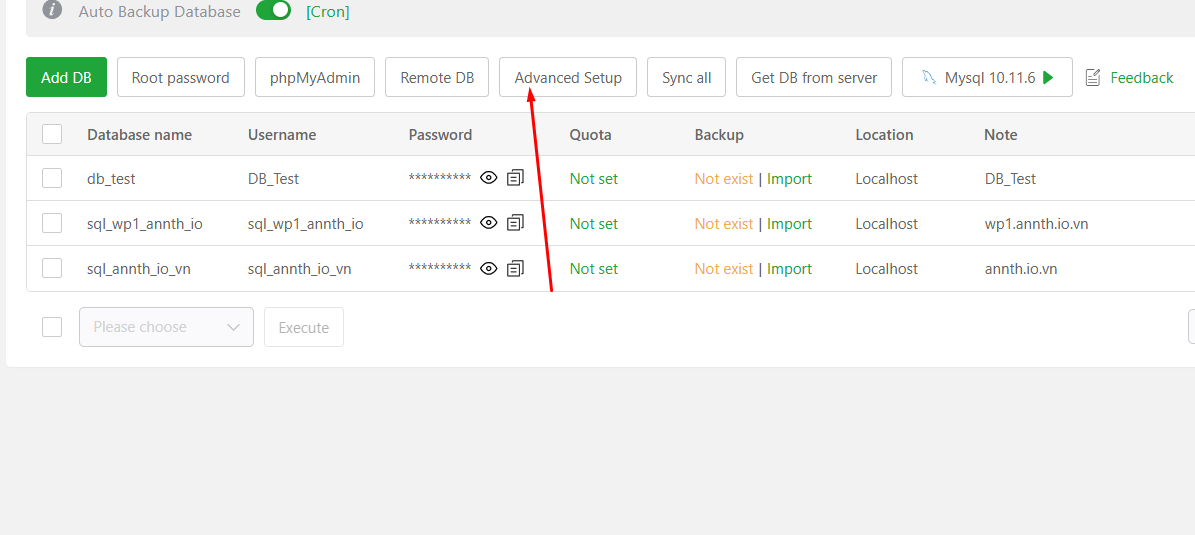 Auto Backup Database [Cron]
Add DB Root password phpMyAdmin Remote DB Advanced Setup Sync all Get DB from server Mysql 10.11.6 Feedback
Database name Username Password Quota Backup Location Note
db_test DB_Test ********** Not set Not exist | Import Localhost DB_Test
sql_wp1_annth_io sql_wp1_annth_io ********** Not set Not exist | Import Localhost wp1.annth.io.vn
sql_annth_io_vn sql_annth_io_vn ********** Not set Not exist | Import Localhost annth.io.vn
Please choose Execute